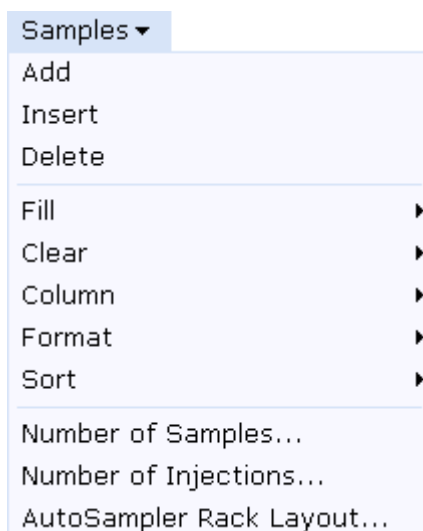 Samples
Add
Insert
Delete
Fill
Clear
Column
Format
Sort
Number of Samples...
Number of Injections...
AutoSampler Rack Layout...